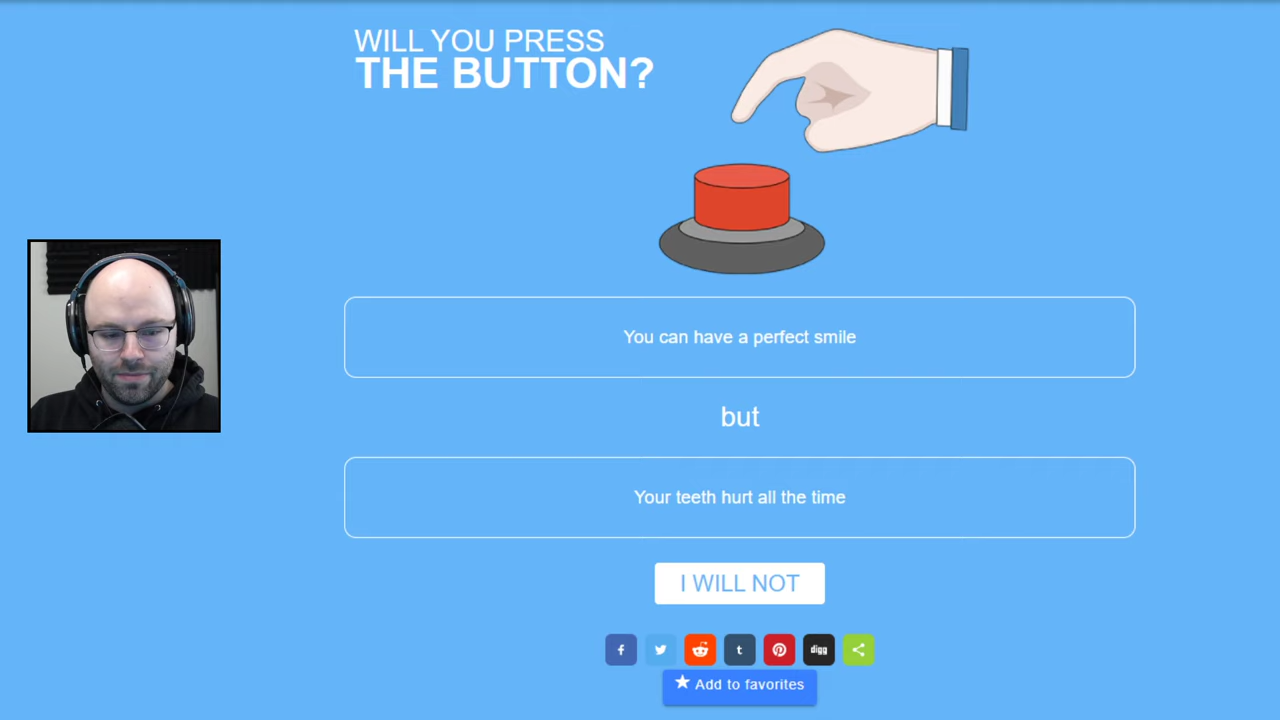 WILL YOU PRESS
THE BUTTON?
You can have a perfect smile
but
Your teeth hurt all the time
I WILL NOT
f
t
digg
Add to favorites